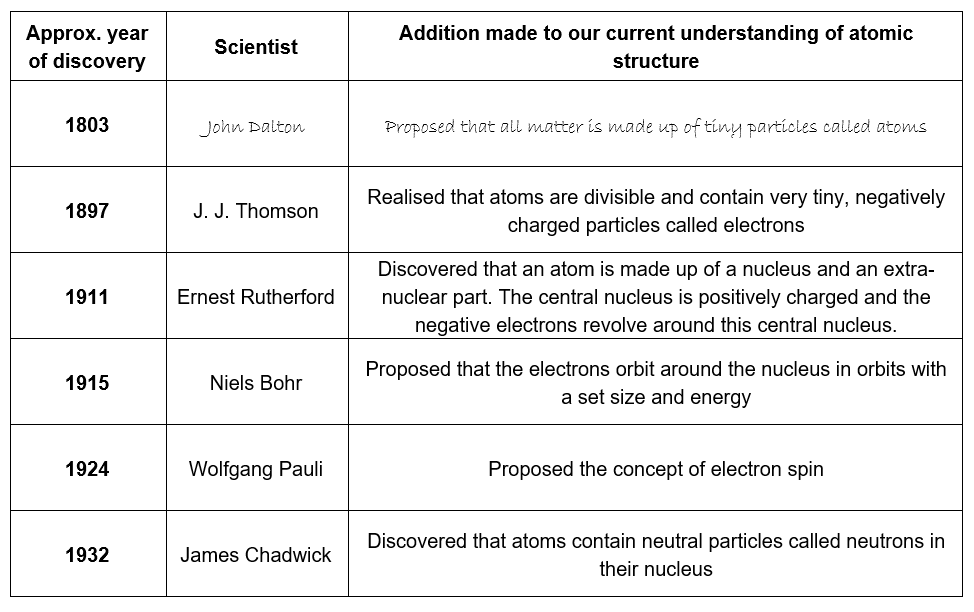 Approx. year
of discovery
Scientist
Addition made to our current understanding of atomic
structure
1803
John Dalton
Proposed that all matter is made up of tiny particles called atoms
1897
J. J. Thomson
Realised that atoms are divisible and contain very tiny, negatively
charged particles called electrons
1911
Ernest Rutherford
Discovered that an atom is made up of a nucleus and an extra-
nuclear part. The central nucleus is positively charged and the
negative electrons revolve around this central nucleus.
1915
Niels Bohr
Proposed that the electrons orbit around the nucleus in orbits with
a set size and energy
1924
Wolfgang Pauli
Proposed the concept of electron spin
1932
James Chadwick
Discovered that atoms contain neutral particles called neutrons in
their nucleus